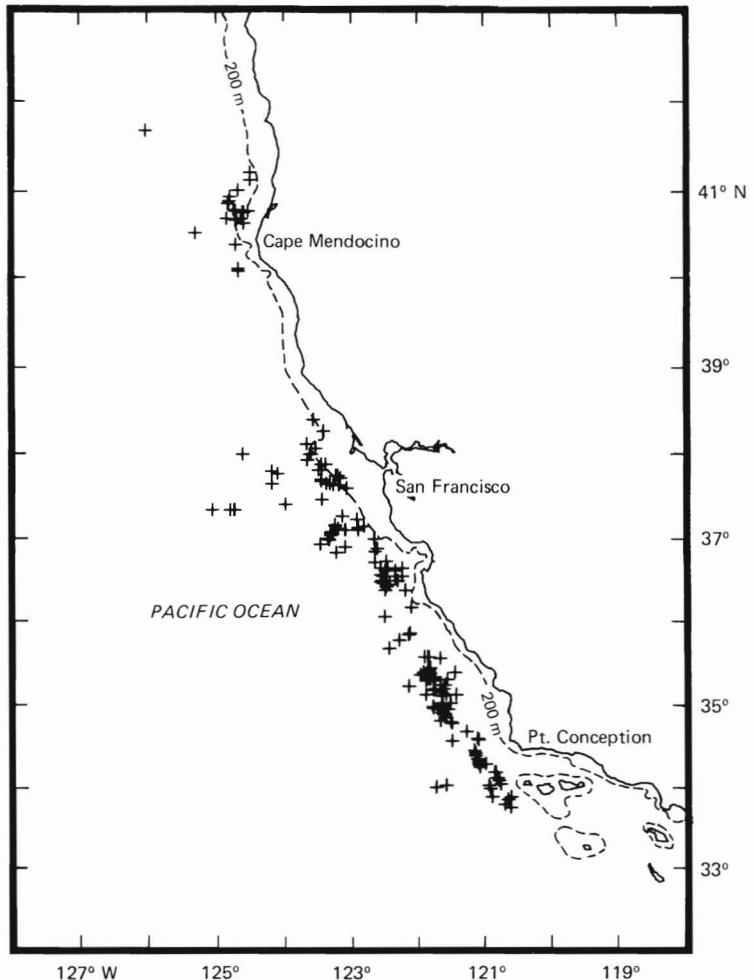 200 m
41° N
Cape Mendocino
39°
San Francisco
37°
PACIFIC OCEAN
35°
200 m
Pt. Conception
33°
127° W
125°
123°
121°
119°